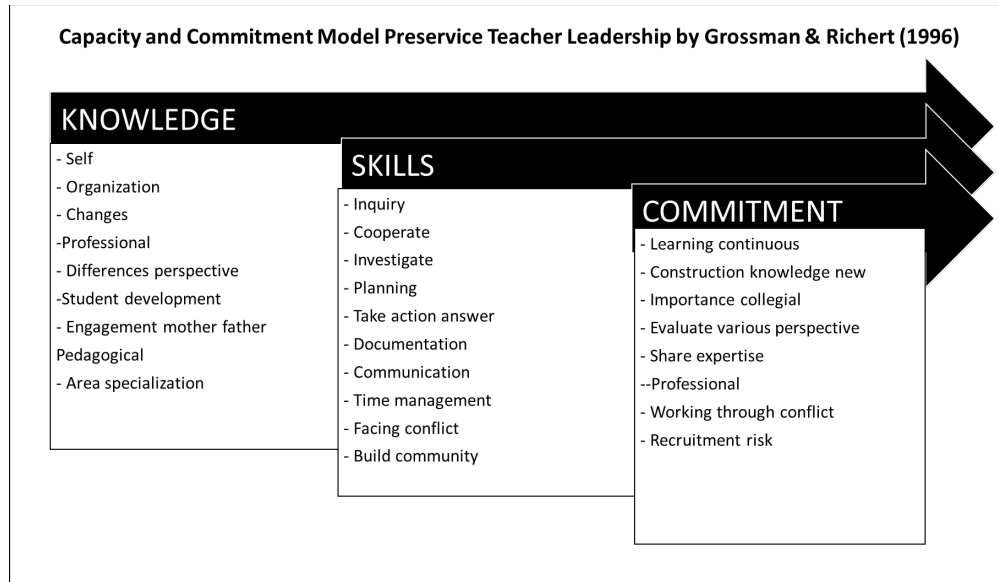 Capacity and Commitment Model Preservice Teacher Leadership by Grossman & Richert (1996)
KNOWLEDGE
- Self
- Organization
- Changes
-Professional
- Differences perspective
-Student development
- Engagement mother father
Pedagogical
- Area specialization
SKILLS
- Inquiry
- Cooperate
- Investigate
- Planning
- Take action answer
- Documentation
- Communication
- Time management
- Facing conflict
- Build community
COMMITMENT
- Learning continuous
- Construction knowledge new
- Importance collegial
- Evaluate various perspective
- Share expertise
--Professional
- Working through conflict
- Recruitment risk